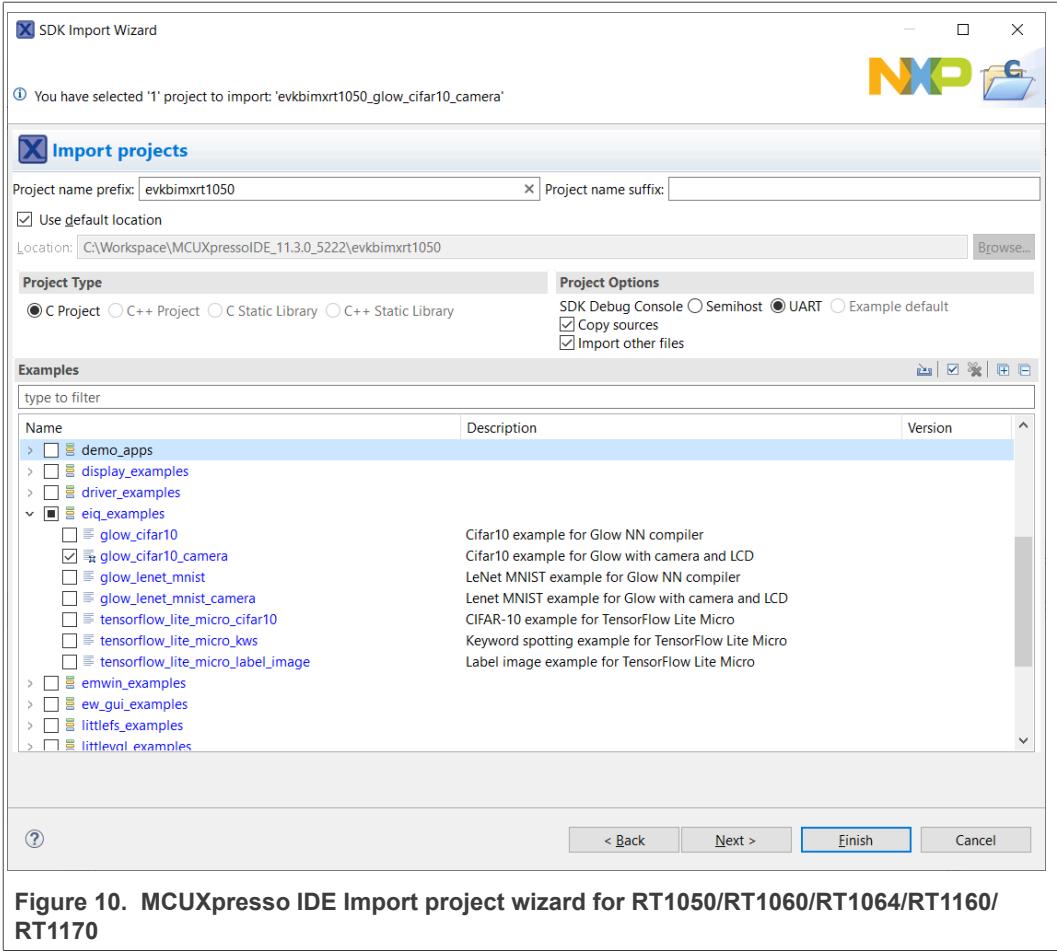 SDK Import Wizard
NXP
You have selected '1' project to import: 'evkbimxrt1050_glow_cifar10_camera'
Import projects
Project name prefix: evkbimxrt1050 Project name suffix:
Use default location
Location: C:\Workspace\MCUXpressoIDE_11.3.0_5222\evkbimxrt1050 Browse...
Project Type Project Options
C Project C++ Project C Static Library C++ Static Library SDK Debug Console Semihost UART Example default
Copy sources
Import other files
Examples
type to filter
Name Description Version
demo_apps
display_examples
driver_examples
eiq_examples
glow_cifar10 Cifar10 example for Glow NN compiler
glow_cifar10_camera Cifar10 example for Glow with camera and LCD
glow_lenet_mnist LeNet MNIST example for Glow NN compiler
glow_lenet_mnist_camera Lenet MNIST example for Glow with camera and LCD
tensorflow_lite_micro_cifar10 CIFAR-10 example for TensorFlow Lite Micro
tensorflow_lite_micro_kws Keyword spotting example for TensorFlow Lite Micro
tensorflow_lite_micro_label_image Label image example for TensorFlow Lite Micro
emwin_examples
ew_gui_examples
littlefs_examples
littlevgl_examples
? < Back Next > Finish Cancel
Figure 10. MCUXpresso IDE Import project wizard for RT1050/RT1060/RT1064/RT1160/
RT1170